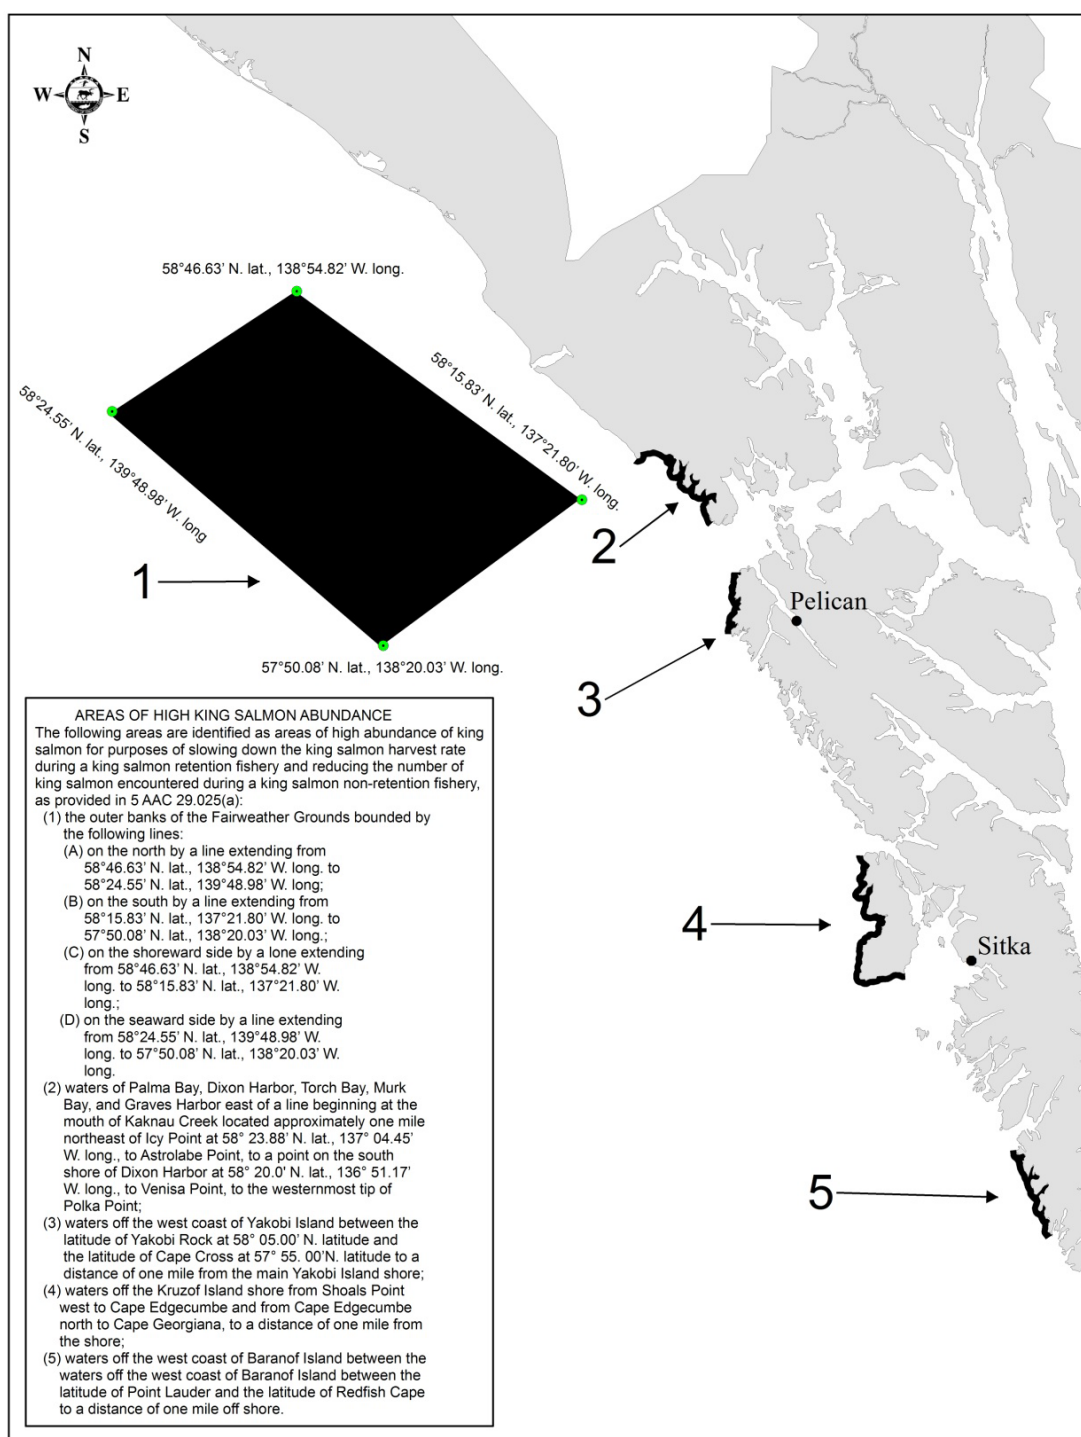 N
W E
S
58°46.63' N. lat., 138°54.82' W. long.
58°15.83' N. lat., 137°21.80' W. long.
58°24.55' N. lat., 139°48.98' W. long
2
1
Pelican
57°50.08' N. lat., 138°20.03' W. long.
3
4
Sitka
5
AREAS OF HIGH KING SALMON ABUNDANCE
The following areas are identified as areas of high abundance of king
salmon for purposes of slowing down the king salmon harvest rate
during a king salmon retention fishery and reducing the number of
king salmon encountered during a king salmon non-retention fishery,
as provided in 5 AAC 29.025(a):
(1) the outer banks of the Fairweather Grounds bounded by
the following lines:
(A) on the north by a line extending from
58°46.63' N. lat., 138°54.82' W. long. to
58°24.55' N. lat., 139°48.98' W. long;
(B) on the south by a line extending from
58°15.83' N. lat., 137°21.80' W. long. to
57°50.08' N. lat., 138°20.03' W. long.;
(C) on the shoreward side by a lone extending
from 58°46.63' N. lat., 138°54.82' W.
long. to 58°15.83' N. lat., 137°21.80' W.
long.;
(D) on the seaward side by a line extending
from 58°24.55' N. lat., 139°48.98' W.
long. to 57°50.08' N. lat., 138°20.03' W.
long.
(2) waters of Palma Bay, Dixon Harbor, Torch Bay, Murk
Bay, and Graves Harbor east of a line beginning at the
mouth of Kaknau Creek located approximately one mile
northeast of Icy Point at 58° 23.88' N. lat., 137° 04.45'
W. long., to Astrolabe Point, to a point on the south
shore of Dixon Harbor at 58° 20.0' N. lat., 136° 51.17'
W. long., to Venisa Point, to the westernmost tip of
Polka Point;
(3) waters off the west coast of Yakobi Island between the
latitude of Yakobi Rock at 58° 05.00' N. latitude and
the latitude of Cape Cross at 57° 55. 00'N. latitude to a
distance of one mile from the main Yakobi Island shore;
(4) waters off the Kruzof Island shore from Shoals Point
west to Cape Edgecumbe and from Cape Edgecumbe
north to Cape Georgiana, to a distance of one mile from
the shore;
(5) waters off the west coast of Baranof Island between the
waters off the west coast of Baranof Island between the
latitude of Point Lauder and the latitude of Redfish Cape
to a distance of one mile off shore.